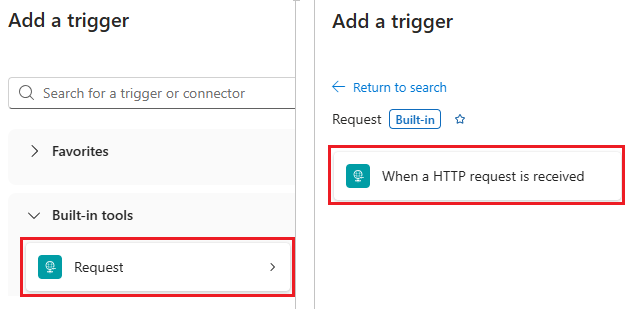 Add a trigger
Search for a trigger or connector
Favorites
Built-in tools
Request
Add a trigger
Return to search
Request Built-in
When a HTTP request is received